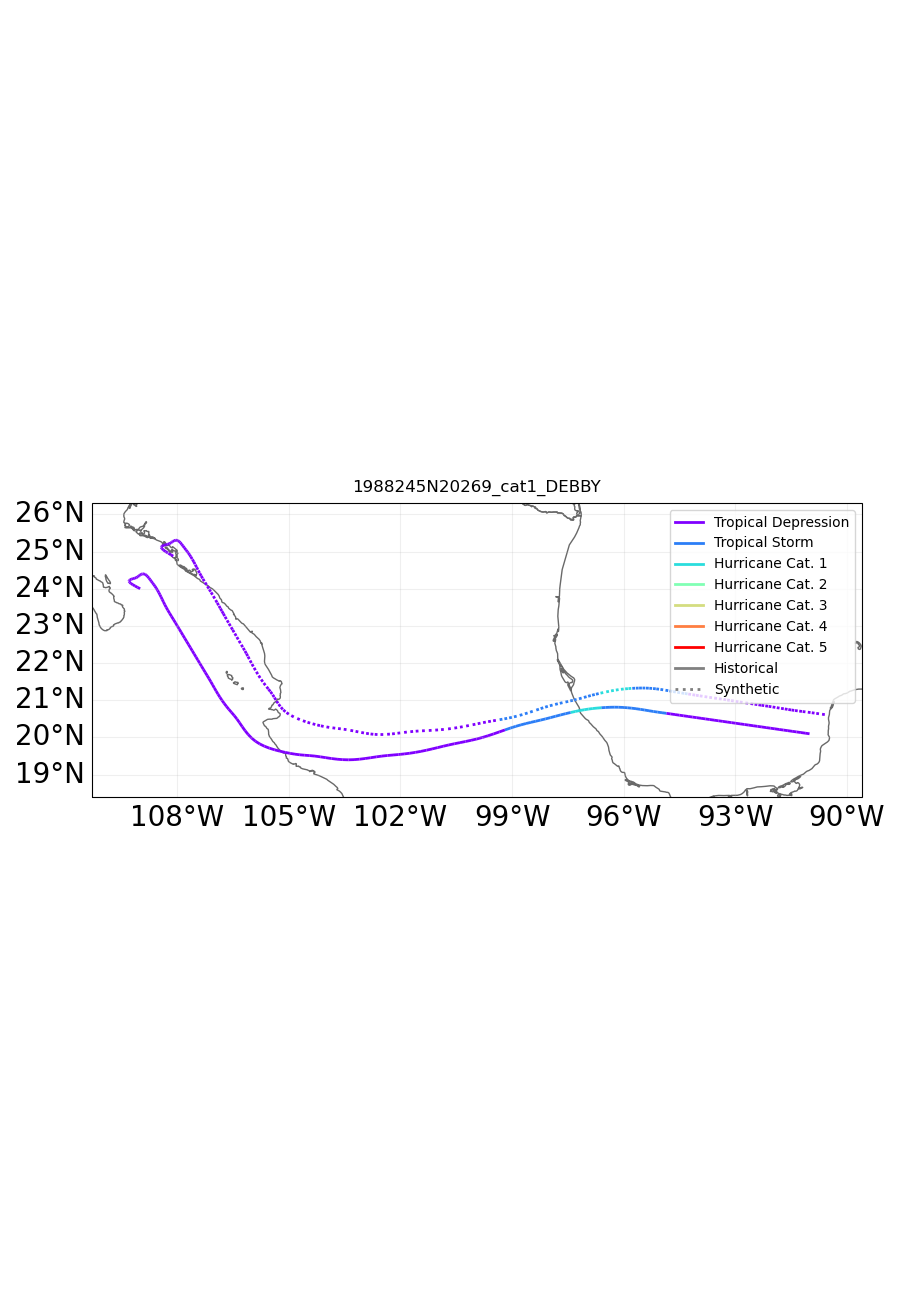 1988245N20269_cat1_DEBBY
26°N
25°N
24°N
23°N
22°N
21°N
20°N
19°N
108°W 105°W 102°W 99°W 96°W 93°W 90°W
Tropical Depression
Tropical Storm
Hurricane Cat. 1
Hurricane Cat. 2
Hurricane Cat. 3
Hurricane Cat. 4
Hurricane Cat. 5
Historical
Synthetic